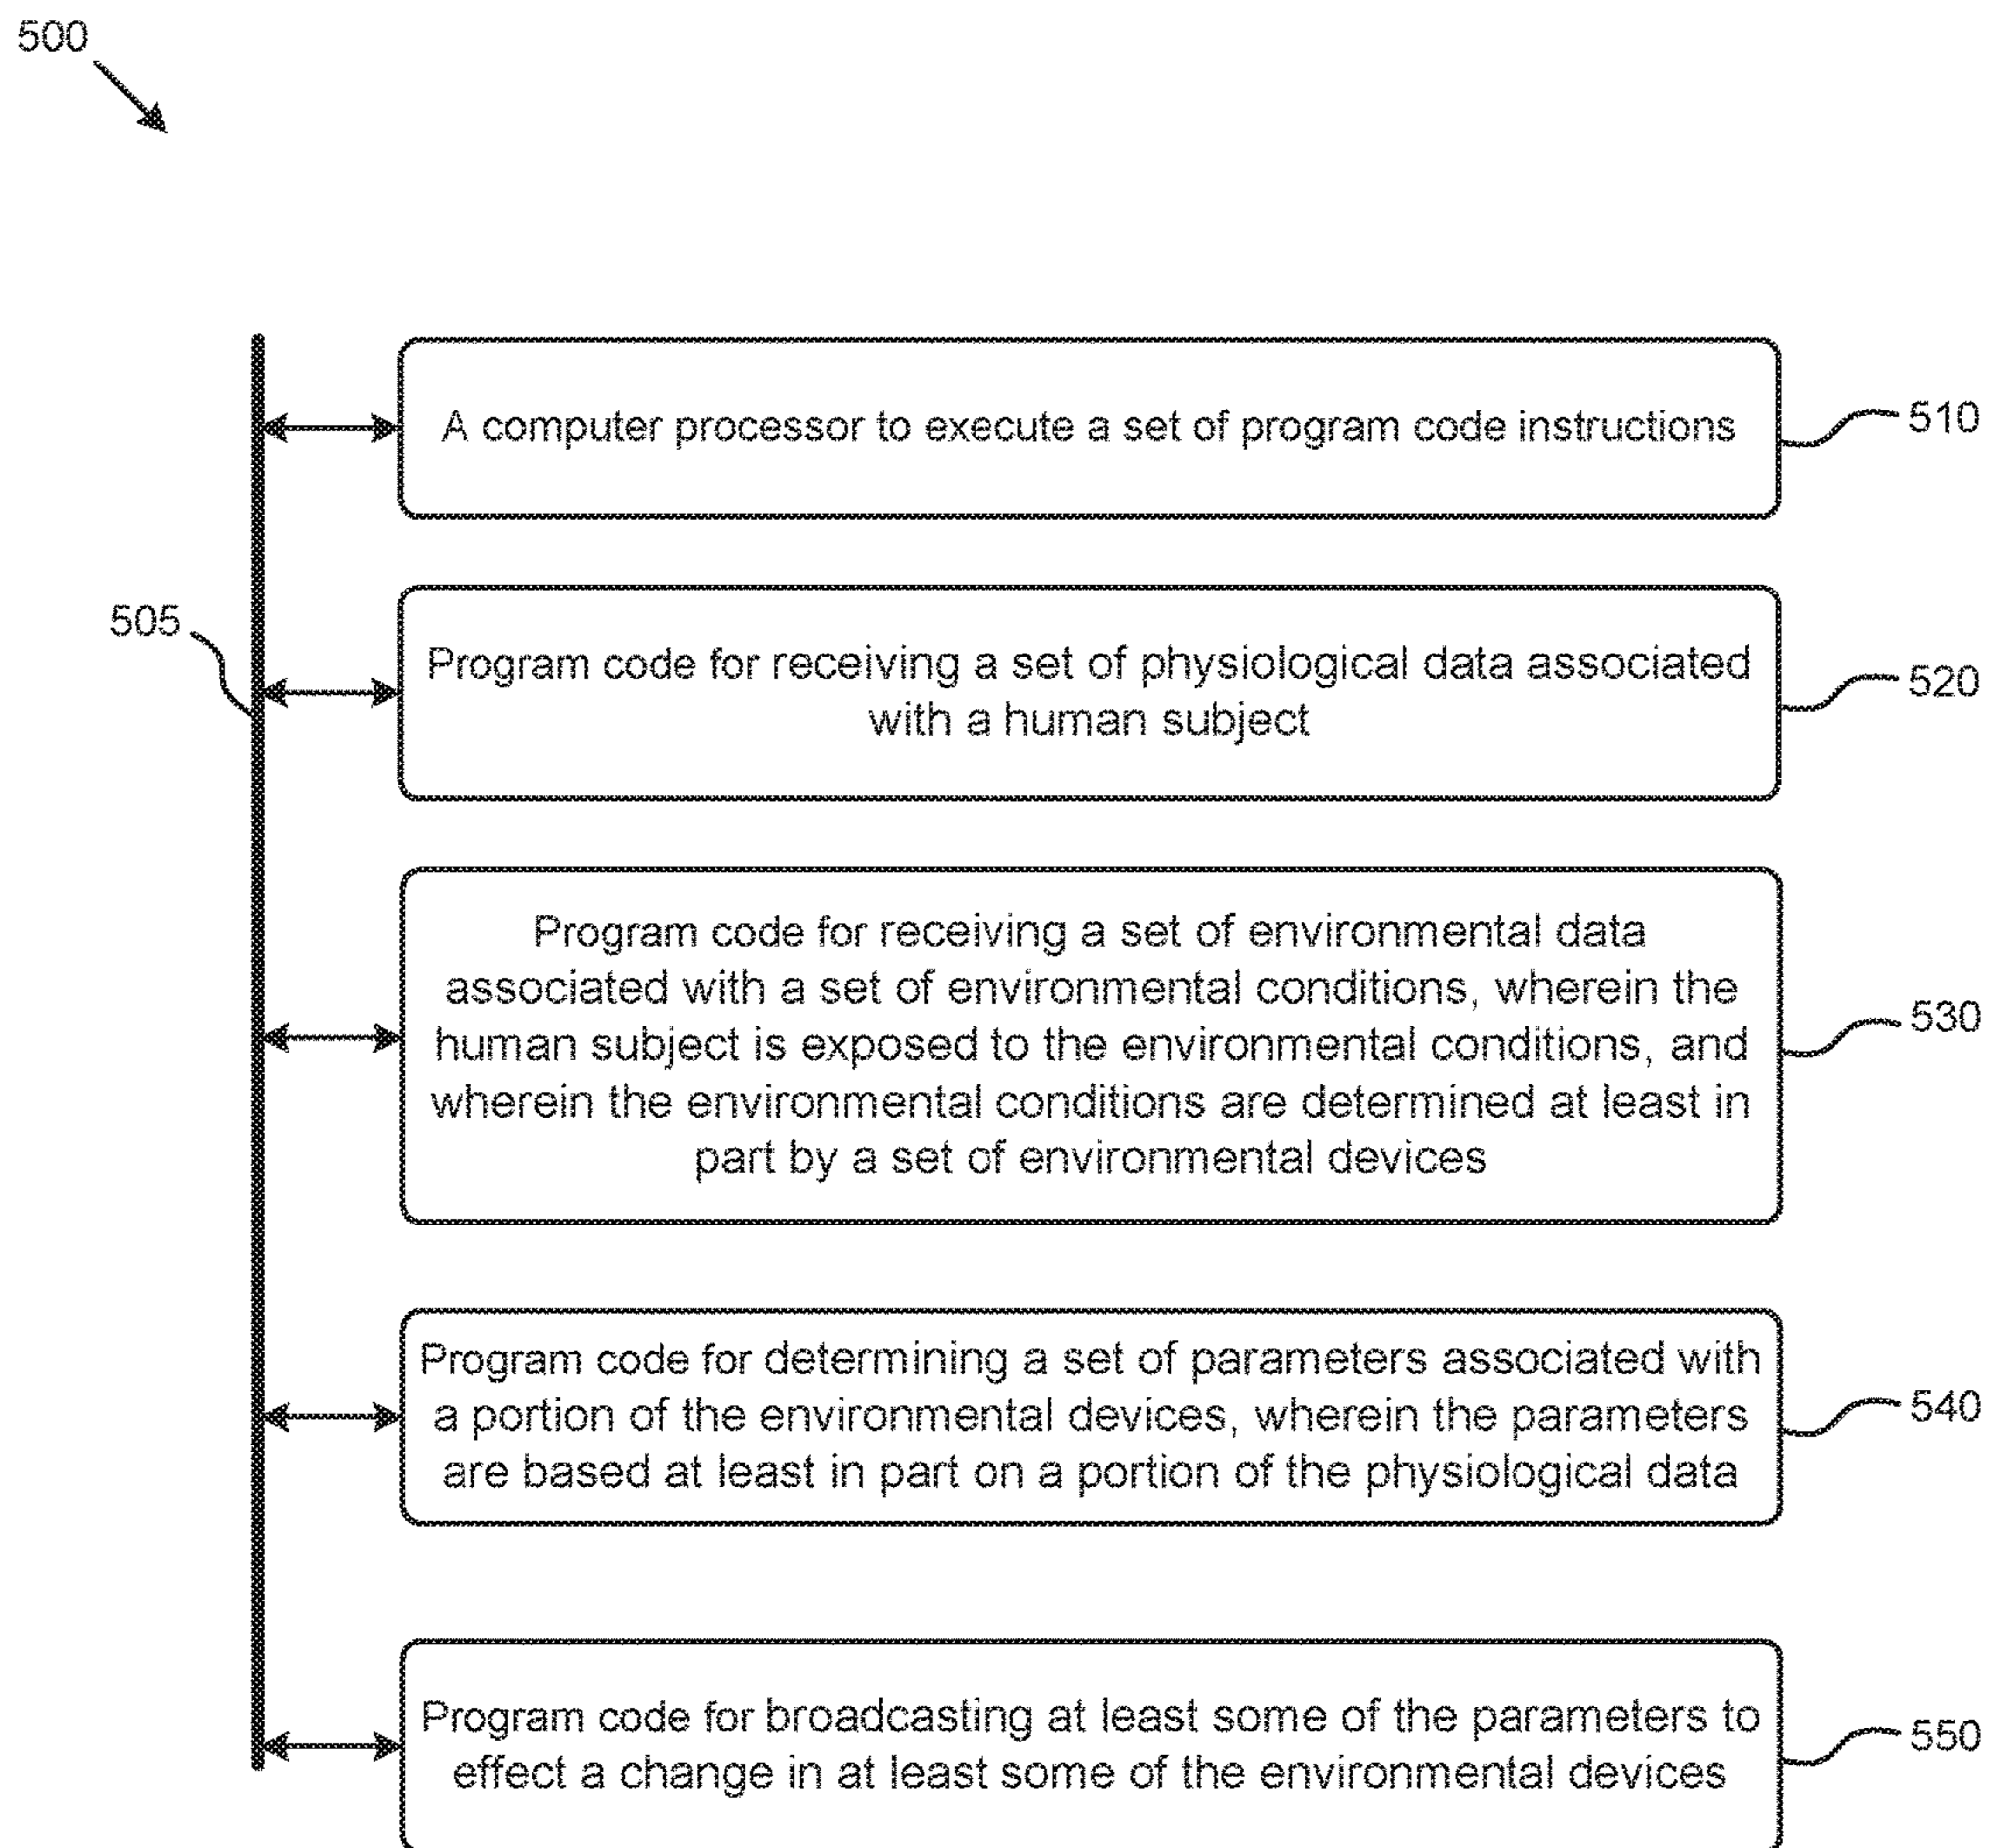 500
A computer processor to execute a set of program code instructions
510
505
Program code for receiving a set of physiological data associated
with a human subject
520
Program code for receiving a set of environmental data
associated with a set of environmental conditions, wherein the
human subject is exposed to the environmental conditions, and
wherein the environmental conditions are determined at least in
part by a set of environmental devices
530
Program code for determining a set of parameters associated with
a portion of the environmental devices, wherein the parameters
are based at least in part on a portion of the physiological data
540
Program code for broadcasting at least some of the parameters to
effect a change in at least some of the environmental devices
550